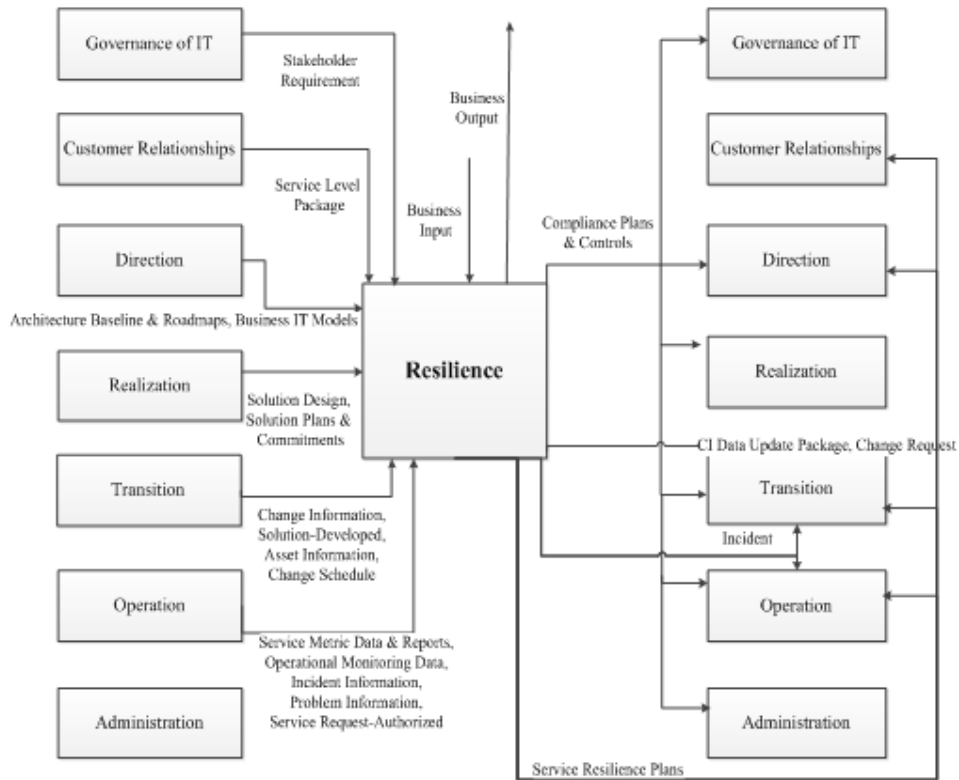 Governance of IT
Stakeholder
Requirement
Business
Output
Governance of IT
Customer Relationships
Service Level
Package
Business
Input
Customer Relationships
Compliance Plans
& Controls
Direction
Architecture Baseline & Roadmaps, Business IT Models
Direction
Resilience
Realization
Solution Design,
Solution Plans &
Commitments
Realization
CI Data Update Package, Change Request
Transition
Change Information,
Solution-Developed,
Asset Information,
Change Schedule
Transition
Incident
Operation
Service Metric Data & Reports,
Operational Monitoring Data,
Incident Information,
Problem Information,
Service Request-Authorized
Operation
Administration
Administration
Service Resilience Plans